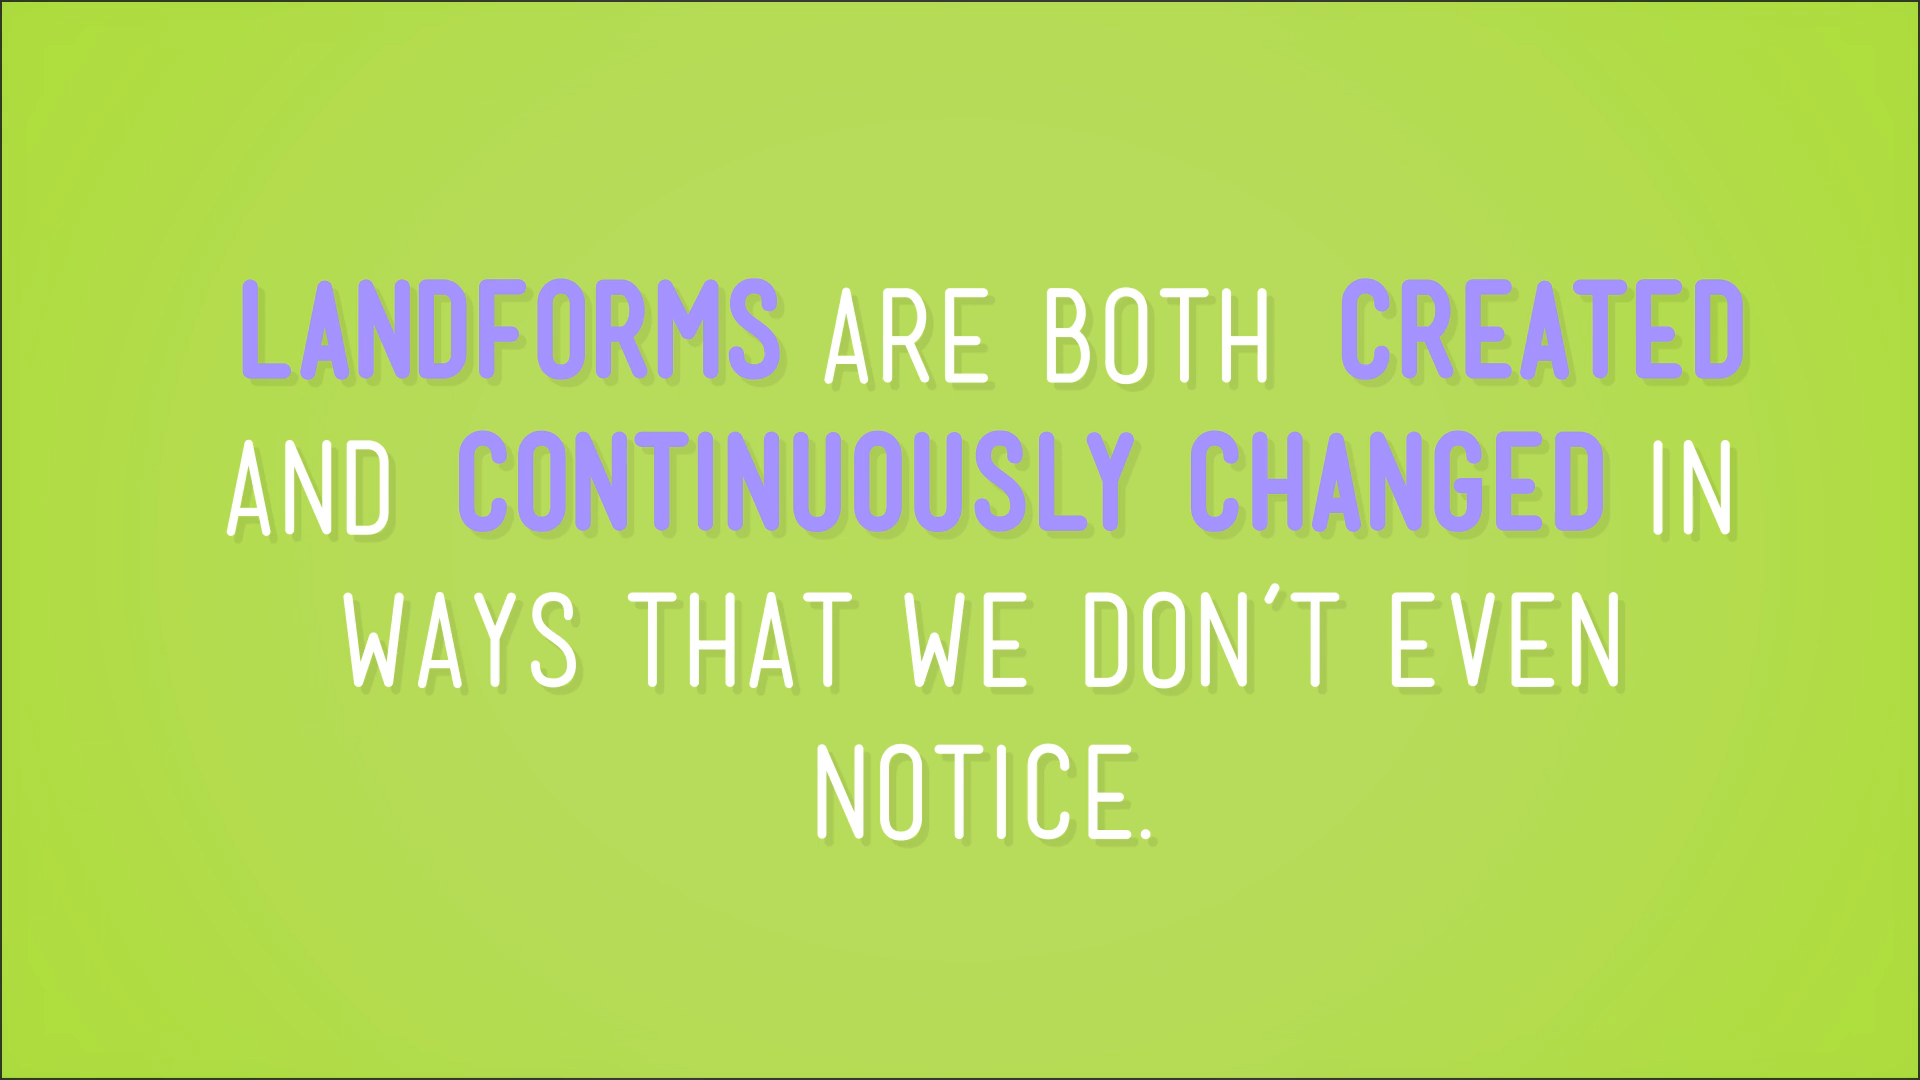 LANDFORMS ARE BOTH CREATED
AND CONTINUOUSLY CHANGED IN
WAYS THAT WE DON'T EVEN
NOTICE.